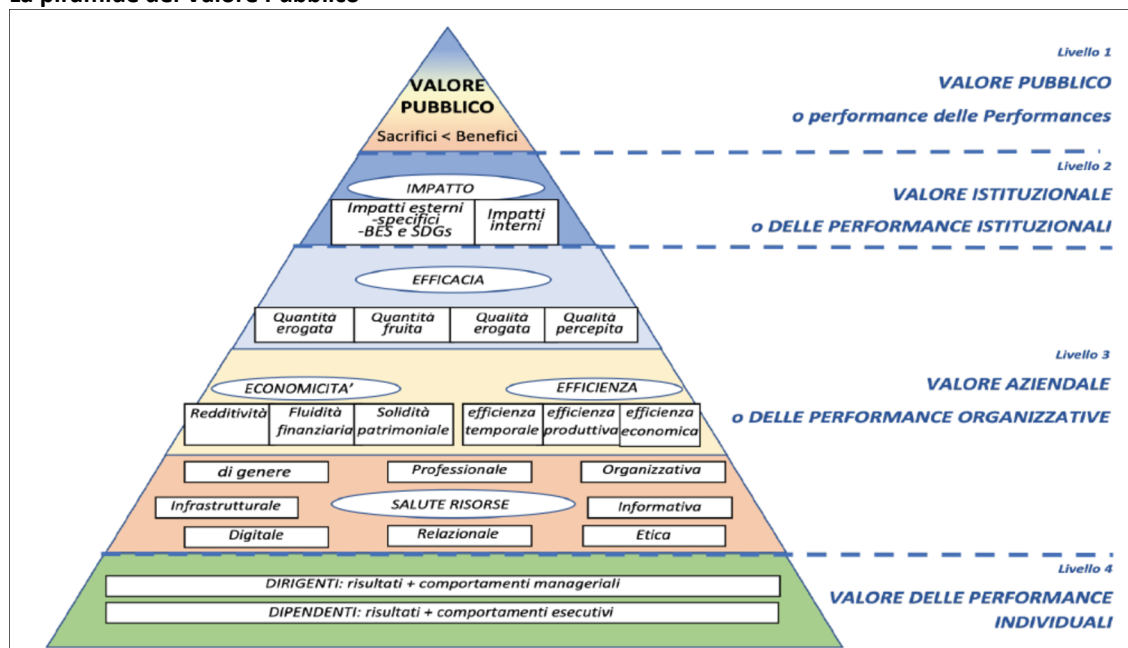 La piramide del Valore Pubblico
Livello 1
VALORE PUBBLICO
o performance delle Performances
VALORE
PUBBLICO
Sacrifici < Benefici
Livello 2
VALORE ISTITUZIONALE
o DELLE PERFORMANCE ISTITUZIONALI
IMPATTO
Impatti esterni
-specifici
-BES e SDGs
Impatti
interni
EFFICACIA
Quantità
erogata
Quantità
fruita
Qualità
erogata
Qualità
percepita
Livello 3
VALORE AZIENDALE
o DELLE PERFORMANCE ORGANIZZATIVE
ECONOMICITA'
EFFICIENZA
Redditività
Fluidità
finanziaria
Solidità
patrimoniale
efficienza
temporale
efficienza
produttiva
efficienza
economica
di genere
Professionale
Organizzativa
Infrastrutturale
SALUTE RISORSE
Informativa
Digitale
Relazionale
Etica
Livello 4
VALORE DELLE PERFORMANCE
INDIVIDUALI
DIRIGENTI: risultati + comportamenti manageriali
DIPENDENTI: risultati + comportamenti esecutivi